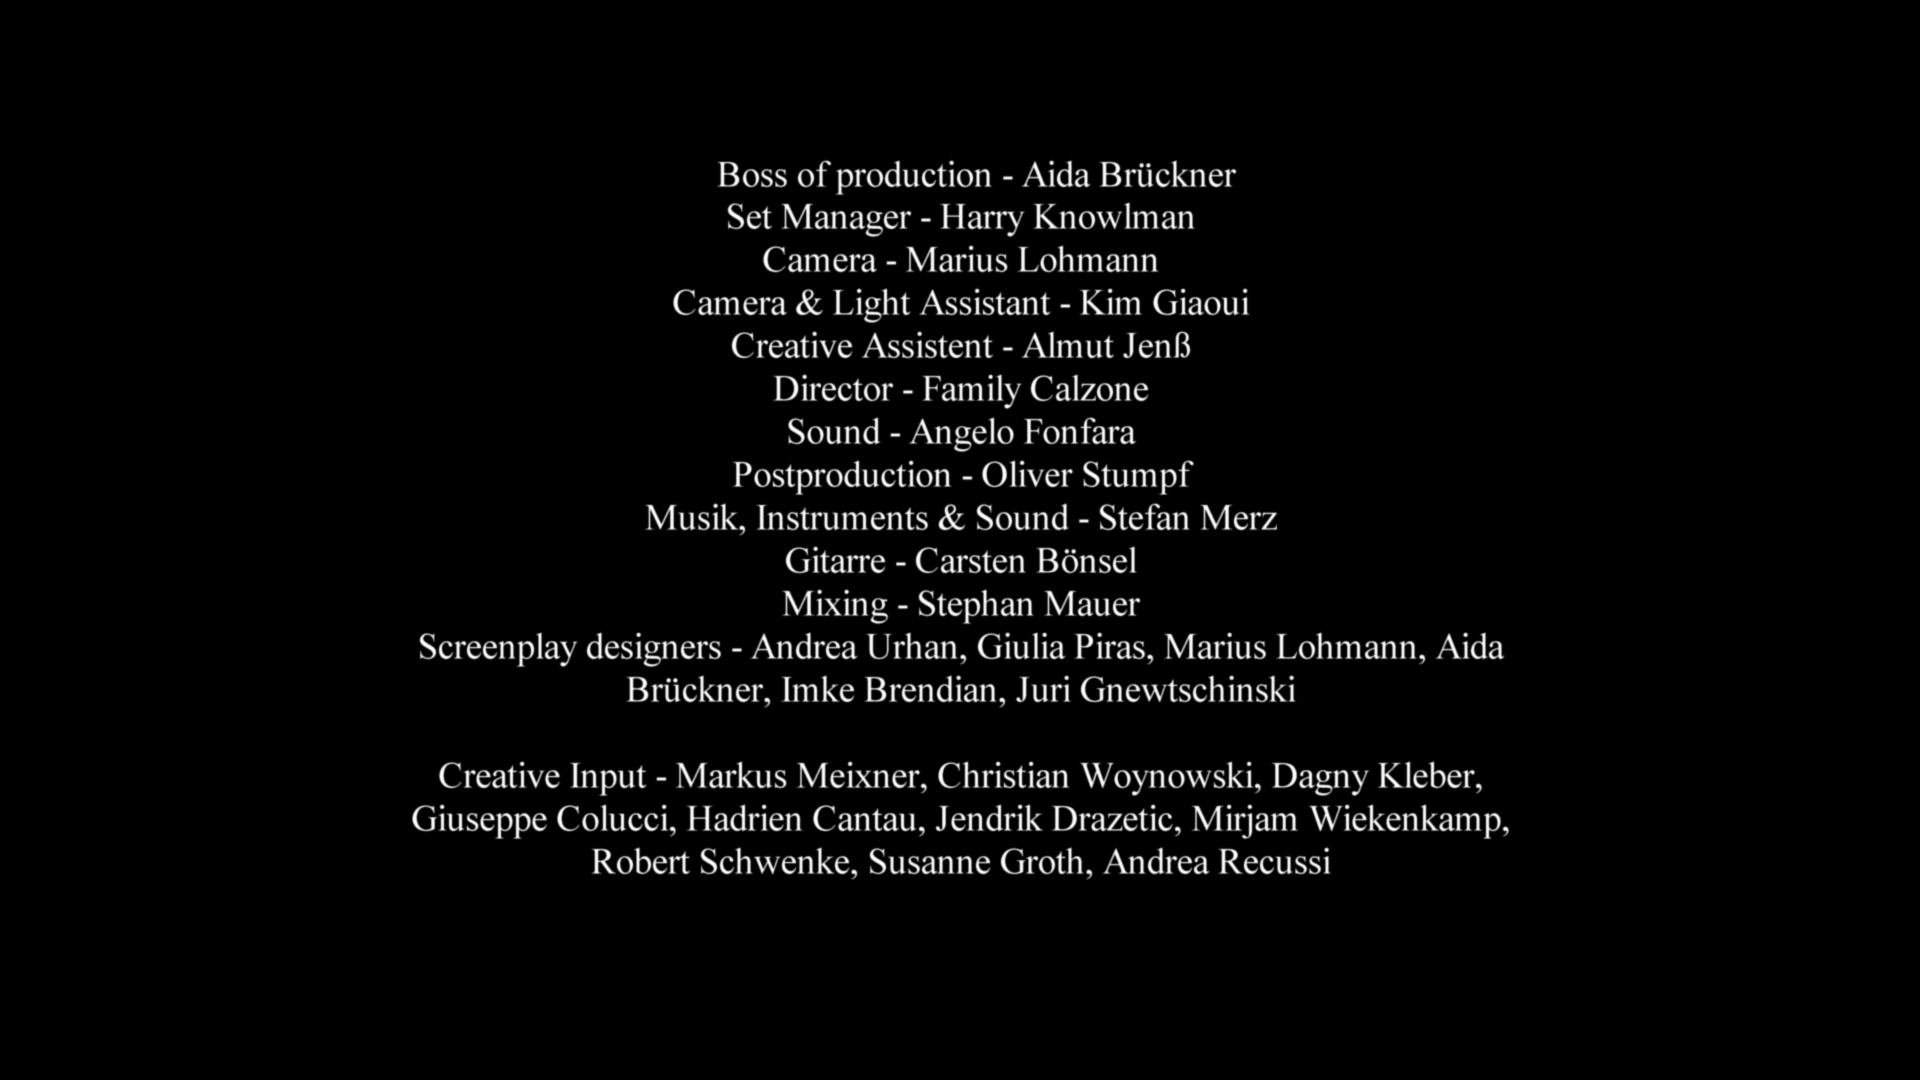 Boss of production - Aida Brückner
Set Manager - Harry Knowlman
Camera - Marius Lohmann
Camera & Light Assistant - Kim Giaoui
Creative Assistent - Almut Jenß
Director - Family Calzone
Sound - Angelo Fonfara
Postproduction - Oliver Stumpf
Musik, Instruments & Sound - Stefan Merz
Gitarre - Carsten Bönsel
Mixing - Stephan Mauer
Screenplay designers - Andrea Urhan, Giulia Piras, Marius Lohmann, Aida
Brückner, Imke Brendian, Juri Gnewtschinski
Creative Input - Markus Meixner, Christian Woynowski, Dagny Kleber,
Giuseppe Colucci, Hadrien Cantau, Jendrik Drazetic, Mirjam Wiekenkamp,
Robert Schwenke, Susanne Groth, Andrea Recussi